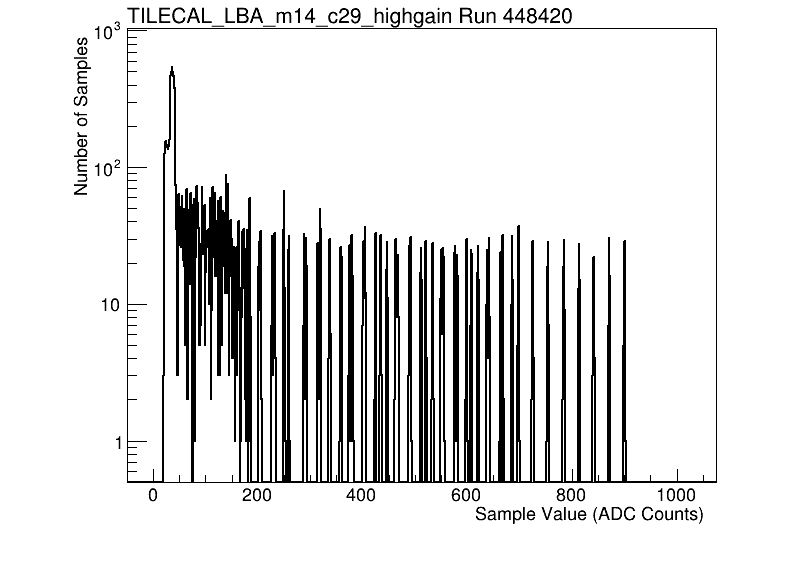 TILECAL_LBA_m14_c29_highgain Run 448420
Number of Samples
10³
10²
10
1
0 200 400 600 800 1000
Sample Value (ADC Counts)